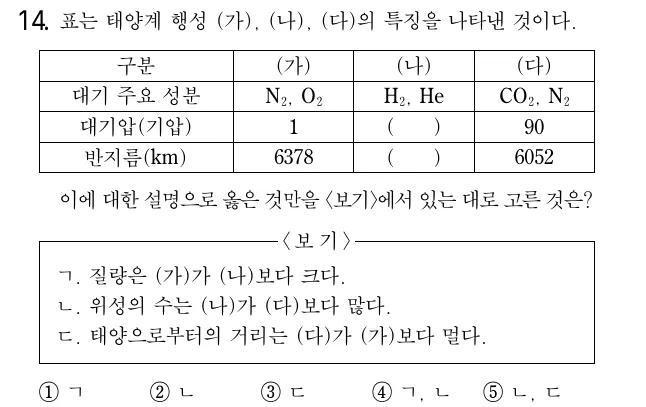 14. 표는 태양계 행성 (가), (나), (다)의 특징을 나타낸 것이다.
구분 (가) (나) (다)
대기 주요 성분 N₂, O₂ H₂, He CO₂, N₂
대기압(기압) 1 ( ) 90
반지름(km) 6378 ( ) 6052
이에 대한 설명으로 옳은 것만을 〈보기〉에서 있는 대로 고른 것은?
〈보 기〉
ㄱ. 질량은 (가)가 (나)보다 크다.
ㄴ. 위성의 수는 (나)가 (다)보다 많다.
ㄷ. 태양으로부터의 거리는 (다)가 (가)보다 멀다.
① ㄱ ② ㄴ ③ ㄷ ④ ㄱ, ㄴ ⑤ ㄴ, ㄷ